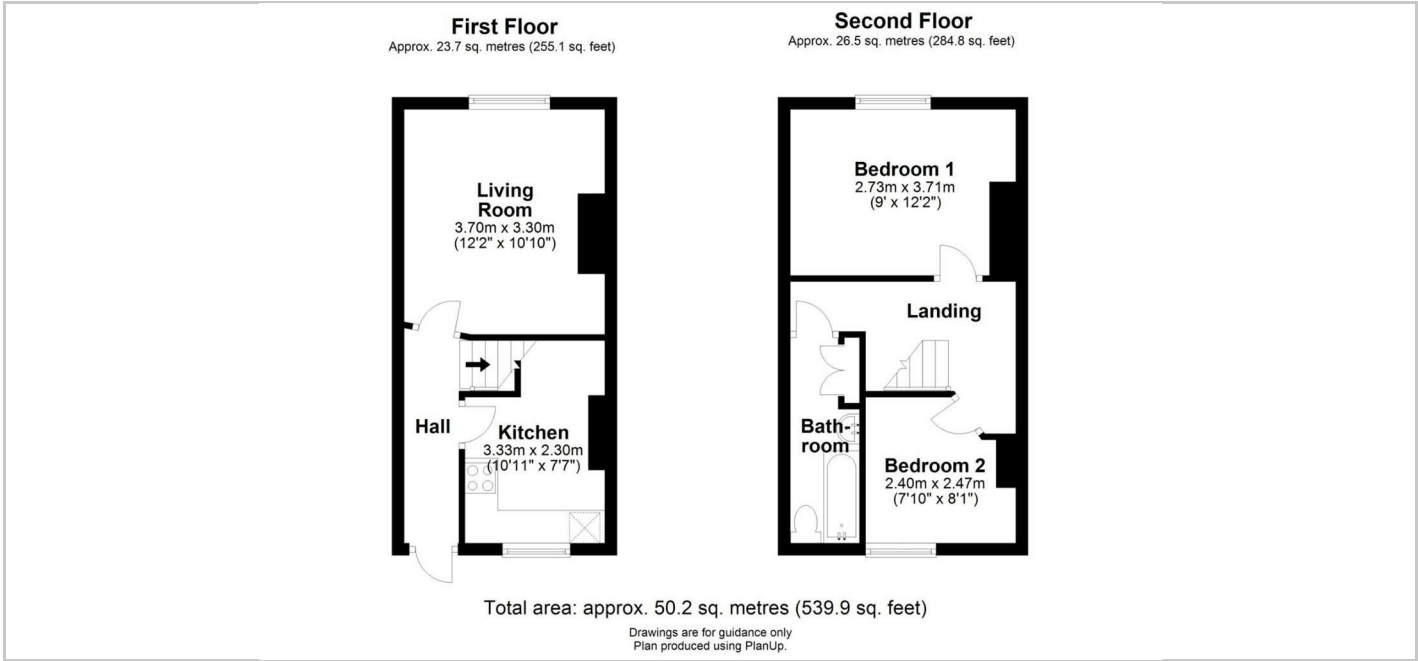 First Floor
Approx. 23.7 sq. metres (255.1 sq. feet)
Living
Room
3.70m x 3.30m
(12'2" x 10'10")
Hall
Kitchen
3.33m x 2.30m
(10'11" x 7'7")
Second Floor
Approx. 26.5 sq. metres (284.8 sq. feet)
Bedroom 1
2.73m x 3.71m
(9' x 12'2")
Landing
Bath-
room
Bedroom 2
2.40m x 2.47m
(7'10" x 8'1")
Total area: approx. 50.2 sq. metres (539.9 sq. feet)
Drawings are for guidance only
Plan produced using PlanUp.